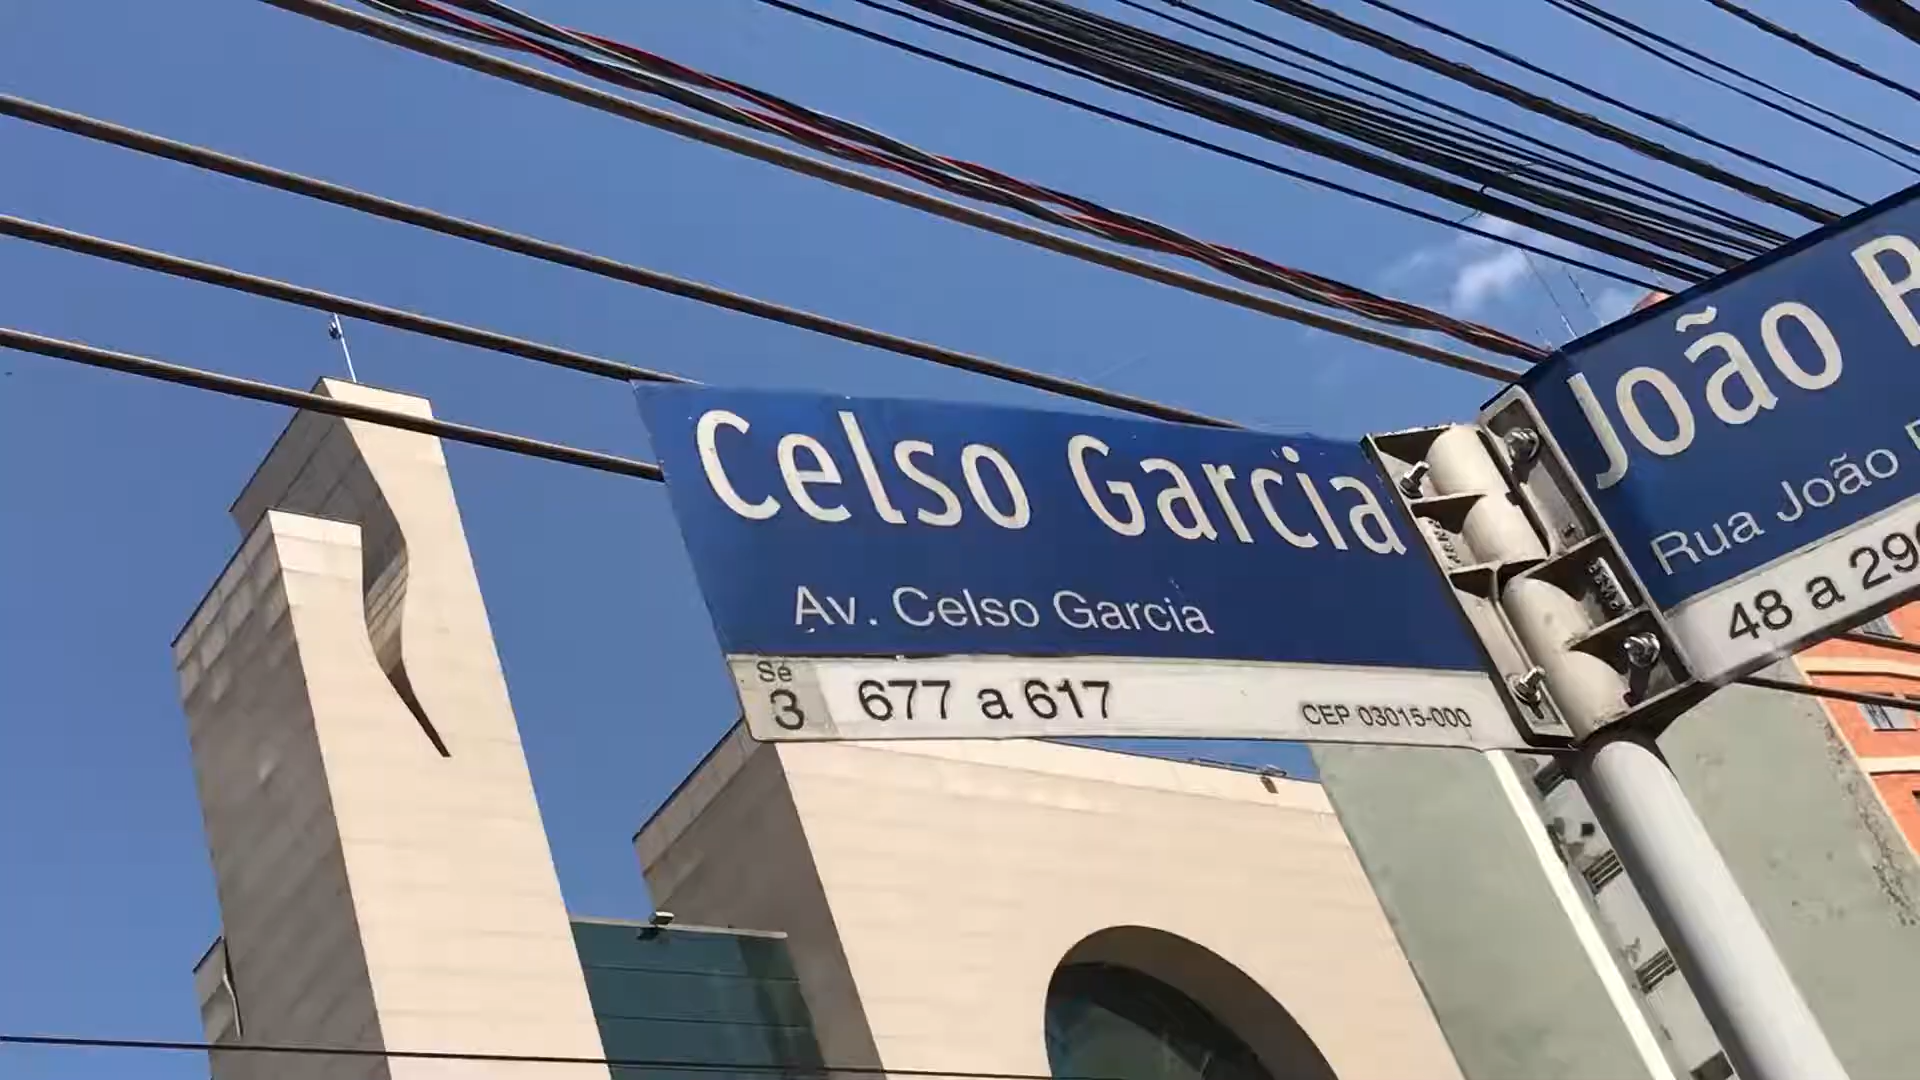 Celso Garcia
Av. Celso Garcia
Sé
3
677 a 617
CEP 03015-000
João
Rua João
48 a